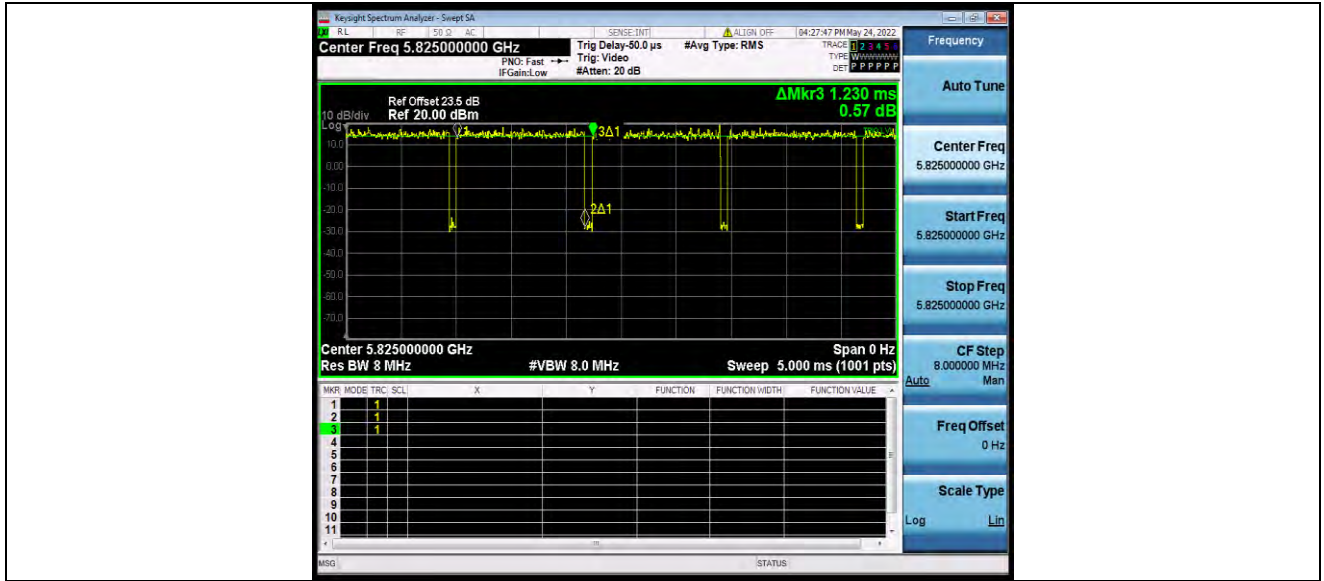 Keysight Spectrum Analyzer - Swept SA
RL RF 50 Ω AC SENSE:INT ALIGN OFF 04:27:47 PM May 24, 2022
Center Freq 5.825000000 GHz
PNO: Fast
IFGain:Low
Trig Delay-50.0 µs
Trig: Video
#Atten: 20 dB
#Avg Type: RMS
TRACE 1 2 3 4 5 6
TYPE WWWWWW
DET P P P P P P
ΔMkr3 1.230 ms
0.57 dB
Ref Offset 23.5 dB
10 dB/div Ref 20.00 dBm
Log
10.0
0.00
-10.0
-20.0
-30.0
-40.0
-50.0
-60.0
-70.0
1
3Δ1
2Δ1
Center 5.825000000 GHz Span 0 Hz
Res BW 8 MHz #VBW 8.0 MHz Sweep 5.000 ms (1001 pts)
MKR MODE TRC SCL X Y FUNCTION FUNCTION WIDTH FUNCTION VALUE
1 1
2 1
3 1
4
5
6
7
8
9
10
11
MSG STATUS
Frequency
Auto Tune
Center Freq
5.825000000 GHz
Start Freq
5.825000000 GHz
Stop Freq
5.825000000 GHz
CF Step
8.000000 MHz
Auto Man
Freq Offset
0 Hz
Scale Type
Log Lin